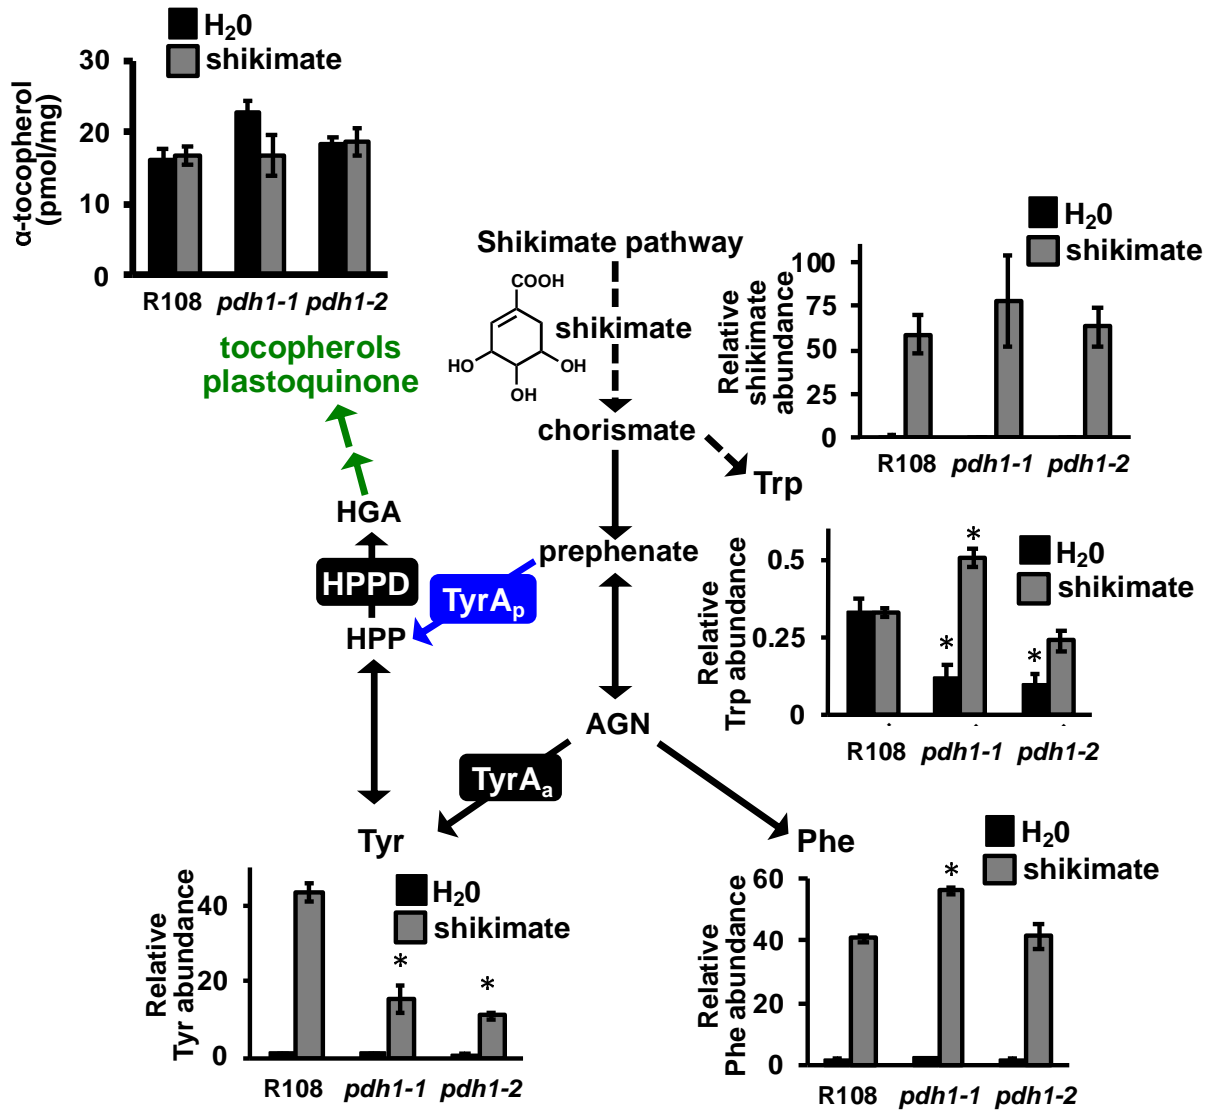 H₂0
shikimate
α-tocopherol
(pmol/mg)
30
20
10
0
R108 pdh1-1 pdh1-2
tocopherols
plastoquinone
Shikimate pathway
COOH
shikimate
HO
OH
OH
chorismate
Trp
H₂0
shikimate
Relative
shikimate
abundance
100
75
50
25
0
R108 pdh1-1 pdh1-2
HGA
HPPD
HPP
TyrAₚ
prephenate
AGN
TyrAₐ
Tyr
Phe
H₂0
shikimate
Relative
Trp abundance
0.5
0.25
0
*
*
*
R108 pdh1-1 pdh1-2
H₂0
shikimate
Relative
Tyr abundance
40
20
0
*
*
R108 pdh1-1 pdh1-2
H₂0
shikimate
Relative
Phe abundance
60
40
20
0
*
R108 pdh1-1 pdh1-2